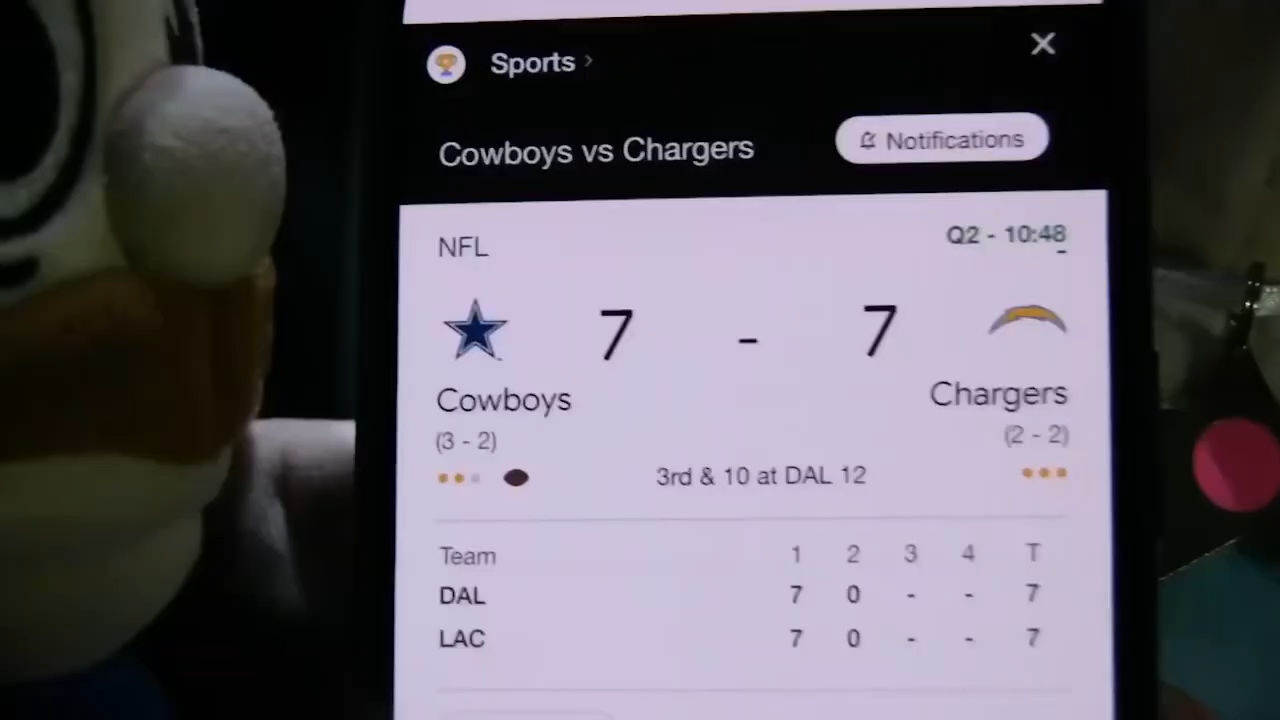 Sports >
Cowboys vs Chargers
Notifications
NFL
Q2 - 10:48
7 - 7
Cowboys
Chargers
(3 - 2)
(2 - 2)
3rd & 10 at DAL 12
Team 1 2 3 4 T
DAL 7 0 - - 7
LAC 7 0 - - 7